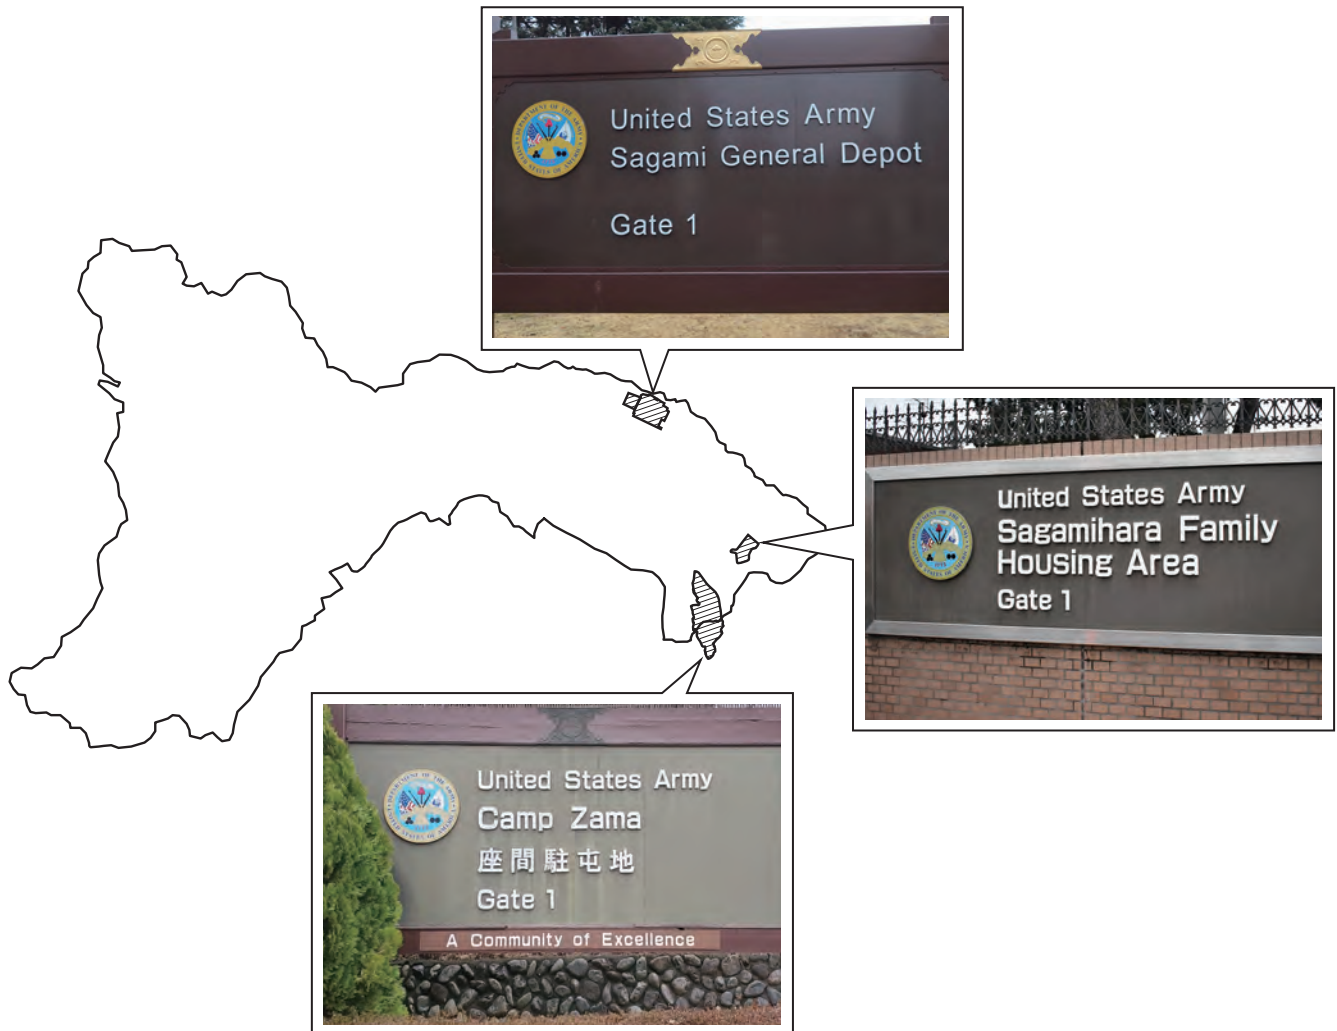 United States Army
Sagami General Depot
Gate 1
United States Army
Sagamihara Family
Housing Area
Gate 1
United States Army
Camp Zama
座間駐屯地
Gate 1
A Community of Excellence